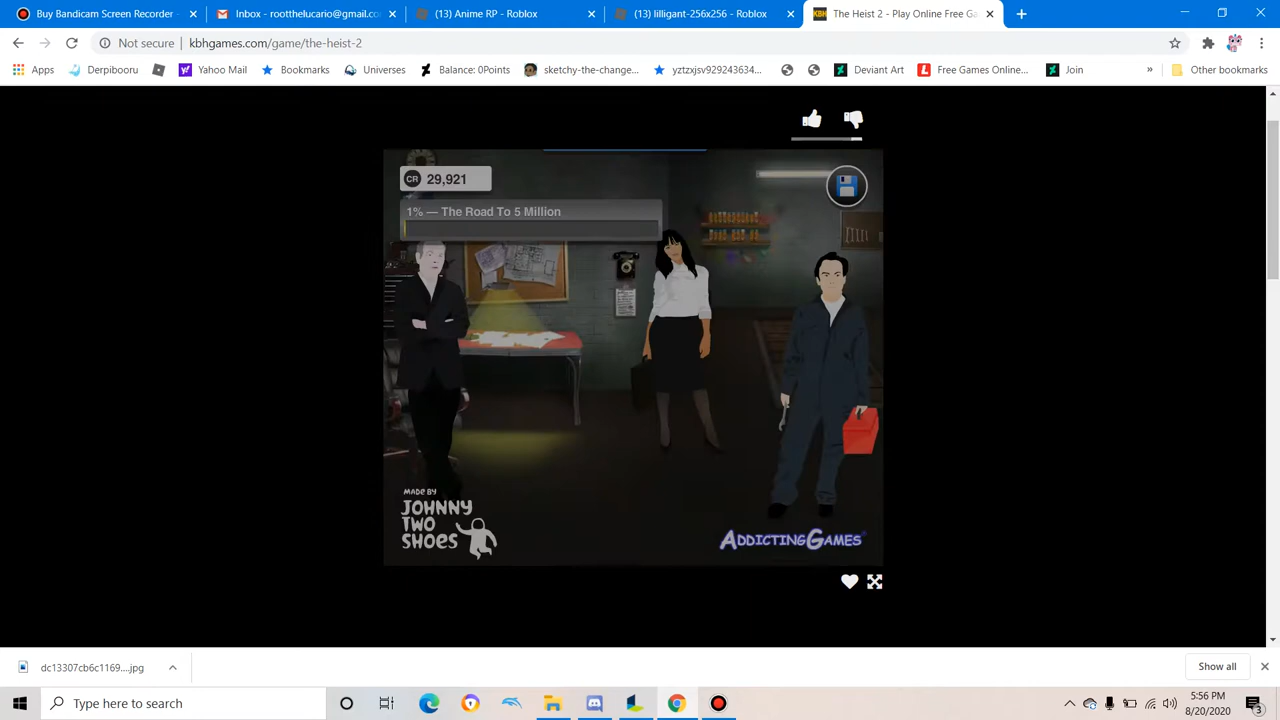 Buy Bandicam Screen Recorder -
Inbox - rootthelucario@gmail.co
(13) Anime RP - Roblox
(13) lilligant-256x256 - Roblox
KBH The Heist 2 - Play Online Free Ga
Not secure | kbhgames.com/game/the-heist-2
Apps
Derpibooru
Yahoo Mail
Bookmarks
Universes
Balance: 0Points
sketchy-the-change...
yztzxjsv929243634...
Deviant Art
Free Games Online...
Join
»
Other bookmarks
CR 29,921
1% — The Road To 5 Million
MADE BY
JOHNNY
TWO
SHOES
ADDICTINGGAMES
dc13307cb6c1169....jpg
Show all
Type here to search
5:56 PM
8/20/2020
3